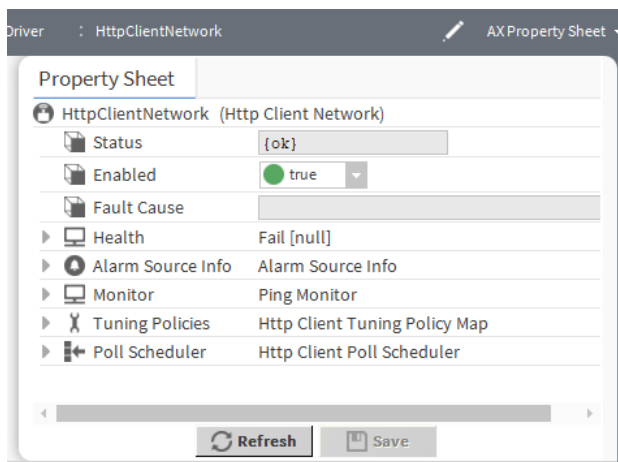 Driver : HttpClientNetwork AX Property Sheet
Property Sheet
HttpClientNetwork (Http Client Network)
Status {ok}
Enabled true
Fault Cause
Health Fail [null]
Alarm Source Info Alarm Source Info
Monitor Ping Monitor
Tuning Policies Http Client Tuning Policy Map
Poll Scheduler Http Client Poll Scheduler
Refresh Save